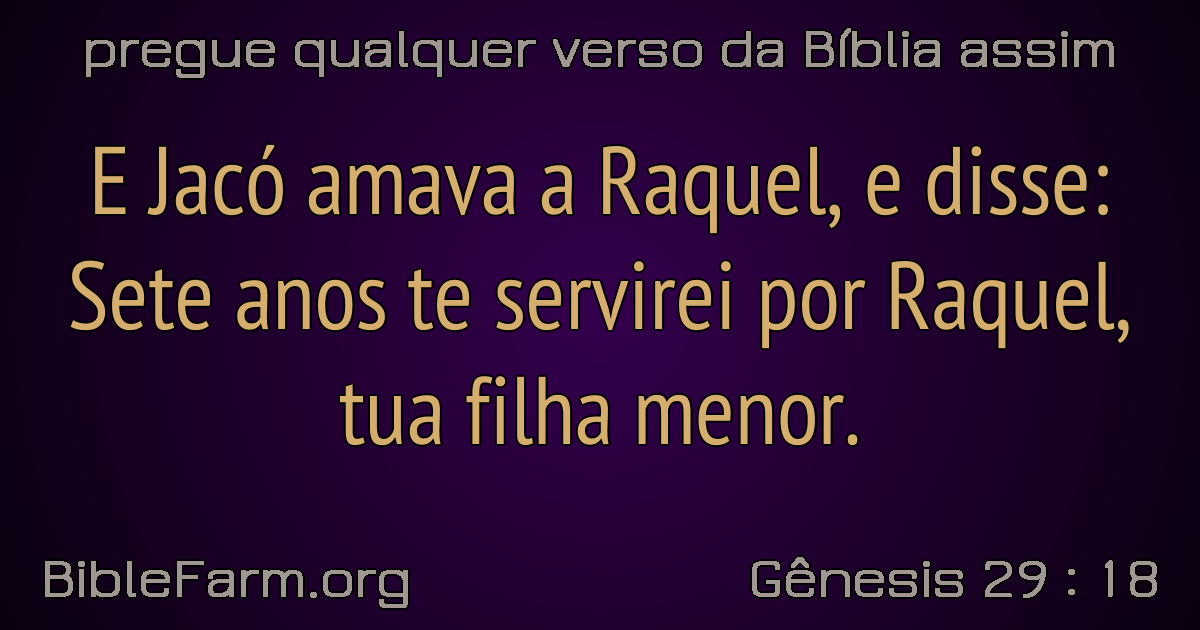 pregue qualquer verso da Bíblia assim
E Jacó amava a Raquel, e disse:
Sete anos te servirei por Raquel,
tua filha menor.
BibleFarm.org
Gênesis 29 : 18